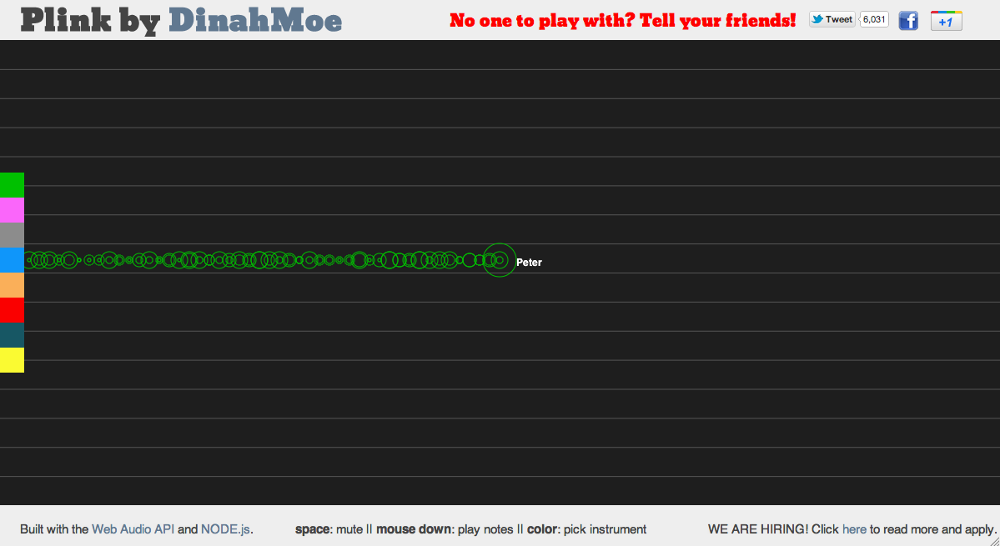 Plink by DinahMoe
No one to play with? Tell your friends!
Tweet
6,031
f
+1
Peter
Built with the Web Audio API and NODE.js.
space: mute || mouse down: play notes || color: pick instrument
WE ARE HIRING! Click here to read more and apply.